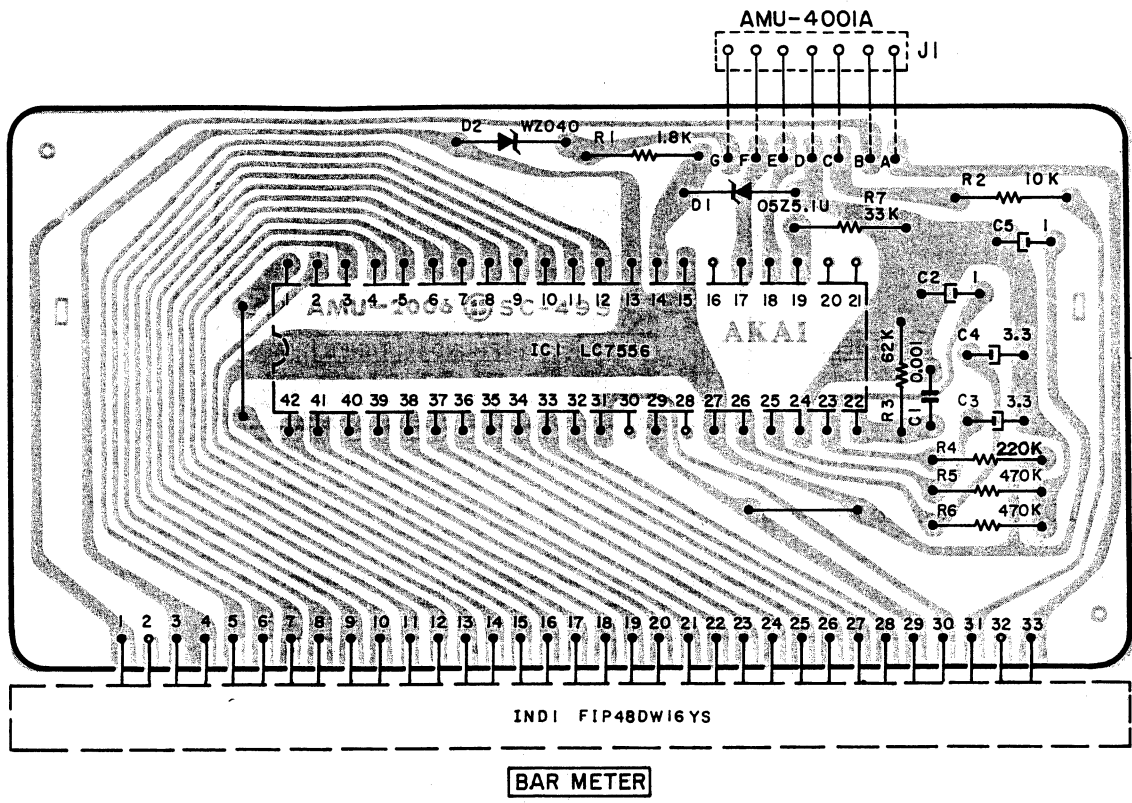 AMU-4001A
J1
D2 WZ040
R1 1.8K
G F E D C B A
D1 05Z5.1U
R7
33K
R2 10K
C5 1
C2 1
1 2 3 4 5 6 7 8 9 10 11 12 13 14 15 16 17 18 19 20 21
AMU-2006 SC-495
AKAI
IC1 LC7556
R3 62K
C1 0.001
C4 3.3
C3 3.3
42 41 40 39 38 37 36 35 34 33 32 31 30 29 28 27 26 25 24 23 22
R4 220K
R5 470K
R6 470K
1 2 3 4 5 6 7 8 9 10 11 12 13 14 15 16 17 18 19 20 21 22 23 24 25 26 27 28 29 30 31 32 33
IND1 FIP48DW16YS
BAR METER